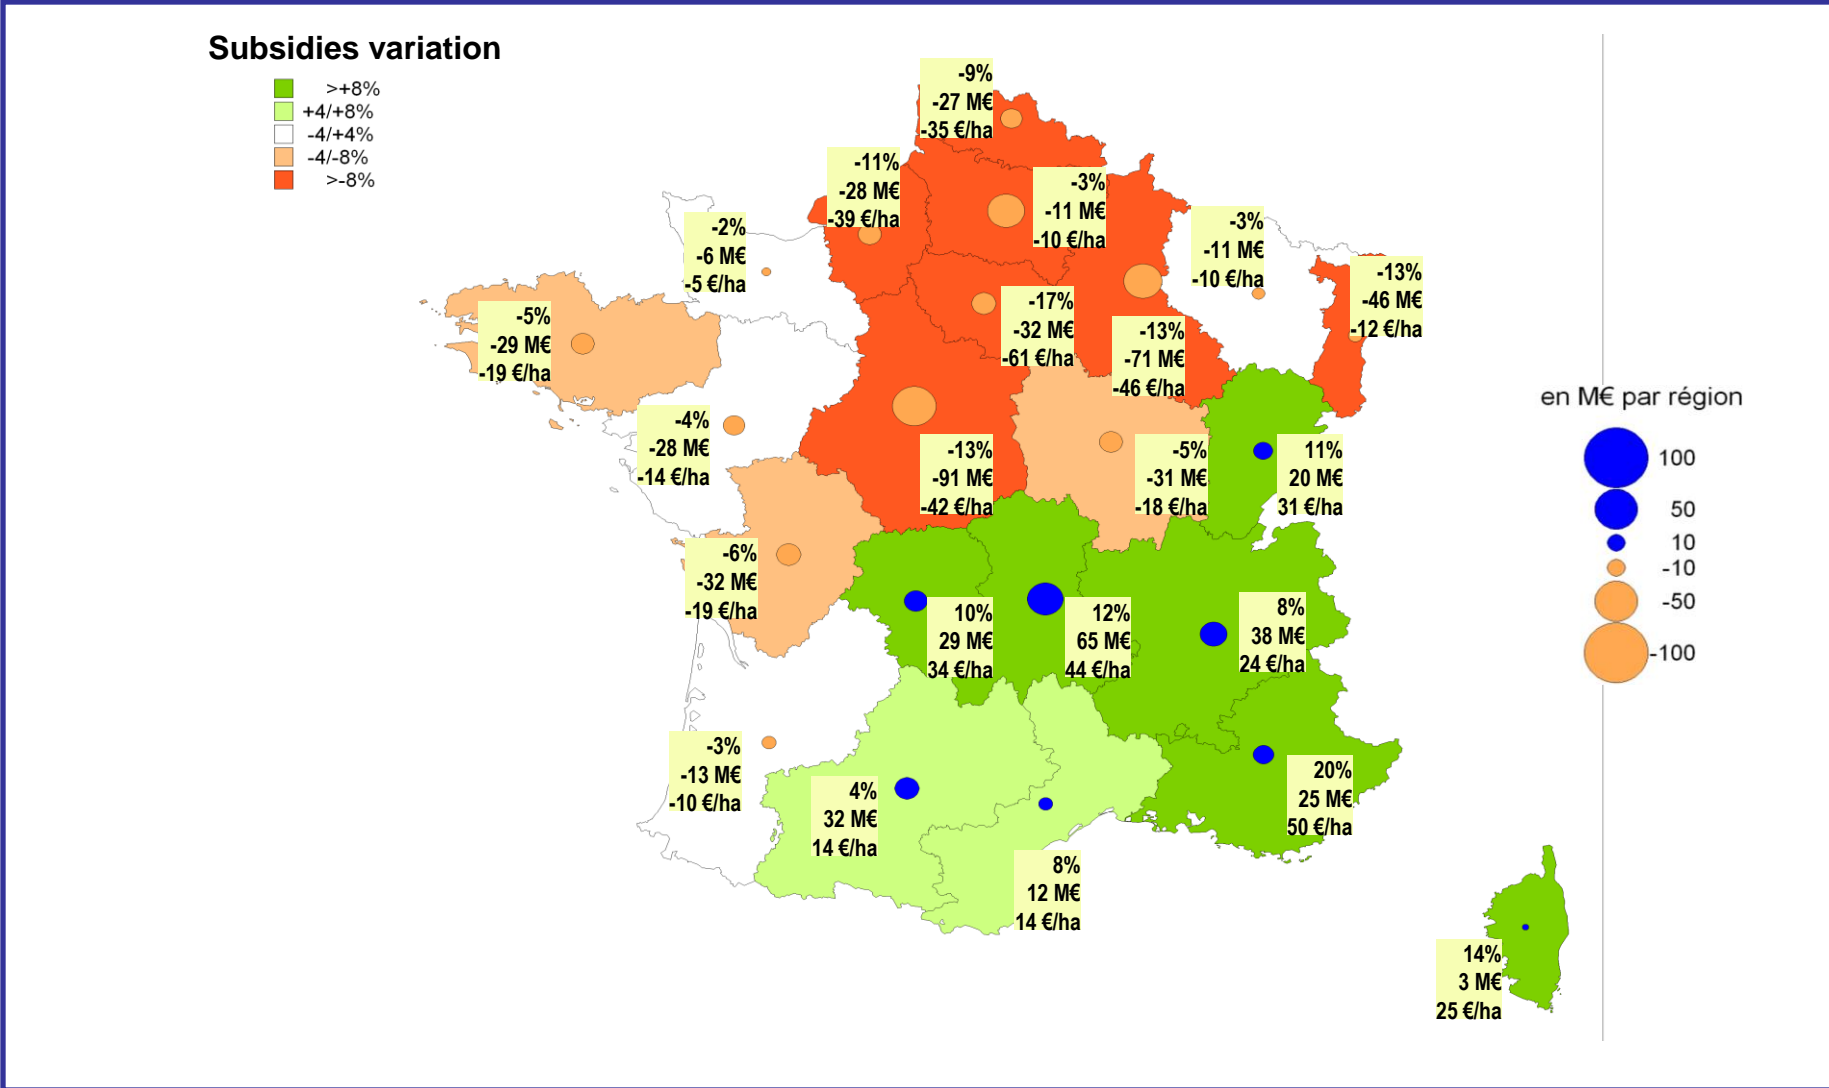 Subsidies variation
>+8%
+4/+8%
-4/+4%
-4/-8%
>-8%
-9%
-27 M€
-35 €/ha
-11%
-28 M€
-39 €/ha
-3%
-11 M€
-10 €/ha
-2%
-6 M€
-5 €/ha
-3%
-11 M€
-10 €/ha
-13%
-46 M€
-12 €/ha
-5%
-29 M€
-19 €/ha
-17%
-32 M€
-61 €/ha
-13%
-71 M€
-46 €/ha
-4%
-28 M€
-14 €/ha
-13%
-91 M€
-42 €/ha
-5%
-31 M€
-18 €/ha
11%
20 M€
31 €/ha
-6%
-32 M€
-19 €/ha
10%
29 M€
34 €/ha
12%
65 M€
44 €/ha
8%
38 M€
24 €/ha
-3%
-13 M€
-10 €/ha
4%
32 M€
14 €/ha
20%
25 M€
50 €/ha
8%
12 M€
14 €/ha
14%
3 M€
25 €/ha
en M€ par région
100
50
10
-10
-50
-100